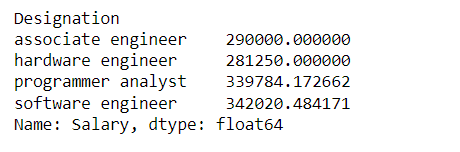 Designation
associate engineer    290000.000000
hardware engineer     281250.000000
programmer analyst    339784.172662
software engineer     342020.484171
Name: Salary, dtype: float64